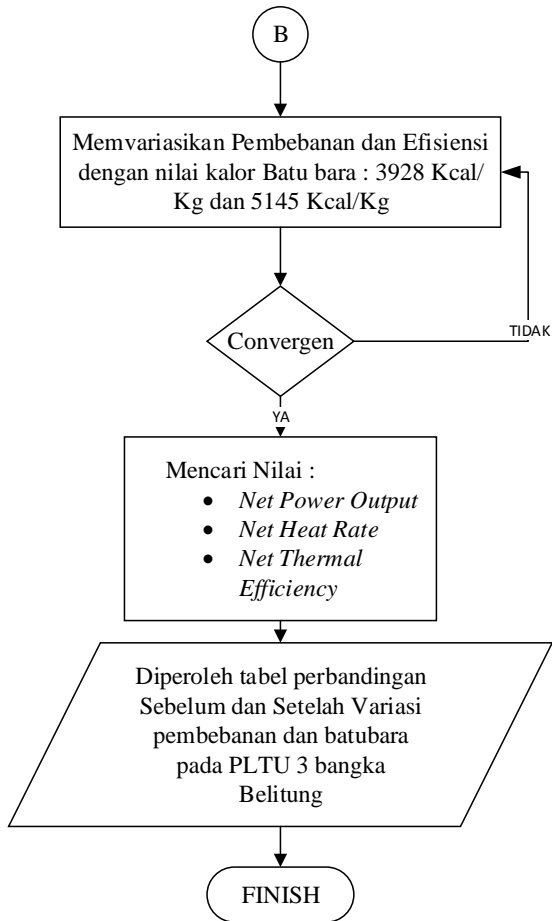 B
Memvariasikan Pembebanan dan Efisiensi
dengan nilai kalor Batu bara : 3928 Kcal/
Kg dan 5145 Kcal/Kg
Convergen
TIDAK
YA
Mencari Nilai :
• Net Power Output
• Net Heat Rate
• Net Thermal
Efficiency
Diperoleh tabel perbandingan
Sebelum dan Setelah Variasi
pembebanan dan batubara
pada PLTU 3 bangka
Belitung
FINISH